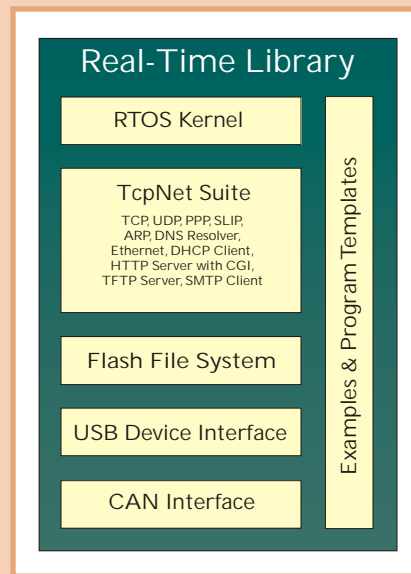 Real-Time Library
RTOS Kernel
TcpNet Suite
TCP, UDP, PPP, SLIP,
ARP, DNS Resolver,
Ethernet, DHCP Client,
HTTP Server with CGI,
TFTP Server, SMTP Client
Flash File System
USB Device Interface
CAN Interface
Examples & Program Templates